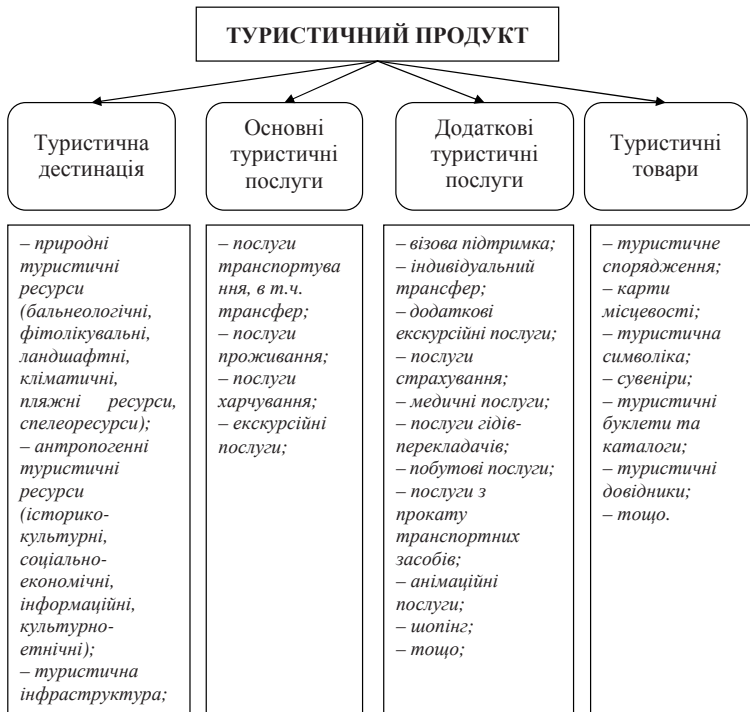 ТУРИСТИЧНИЙ ПРОДУКТ
Туристична
дестинація
Основні
туристичні
послуги
Додаткові
туристичні
послуги
Туристичні
товари
– природні
туристичні
ресурси
(бальнеологічні,
фітолікувальні,
ландшафтні,
кліматичні,
пляжні ресурси,
спелеоресурси);
– антропогенні
туристичні
ресурси
(історико-
культурні,
соціально-
економічні,
інформаційні,
культурно-
етнічні);
– туристична
інфраструктура;
– послуги
транспортува
ння, в т.ч.
трансфер;
– послуги
проживання;
– послуги
харчування;
– екскурсійні
послуги;
– візова підтримка;
– індивідуальний
трансфер;
– додаткові
екскурсійні послуги;
– послуги
страхування;
– медичні послуги;
– послуги гідів-
перекладачів;
– побутові послуги;
– послуги з
прокату
транспортних
засобів;
– анімаційні
послуги;
– шопінг;
– тощо;
– туристичне
спорядження;
– карти
місцевості;
– туристична
символіка;
– сувеніри;
– туристичні
буклети та
каталоги;
– туристичні
довідники;
– тощо.